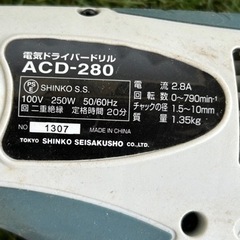 電気ドライバードリル
ACD-280
PS E SHINKO S.S.
100V 250W 50/60Hz
回 二重絶縁 定格時間 20分
電流 2.8A
回転数 0~790min⁻¹
チャックの径 1.5~10mm
質量 1.35kg
NO 1307 MADE IN CHINA
TOKYO SHINKO SEISAKUSHO CO.,LTD.